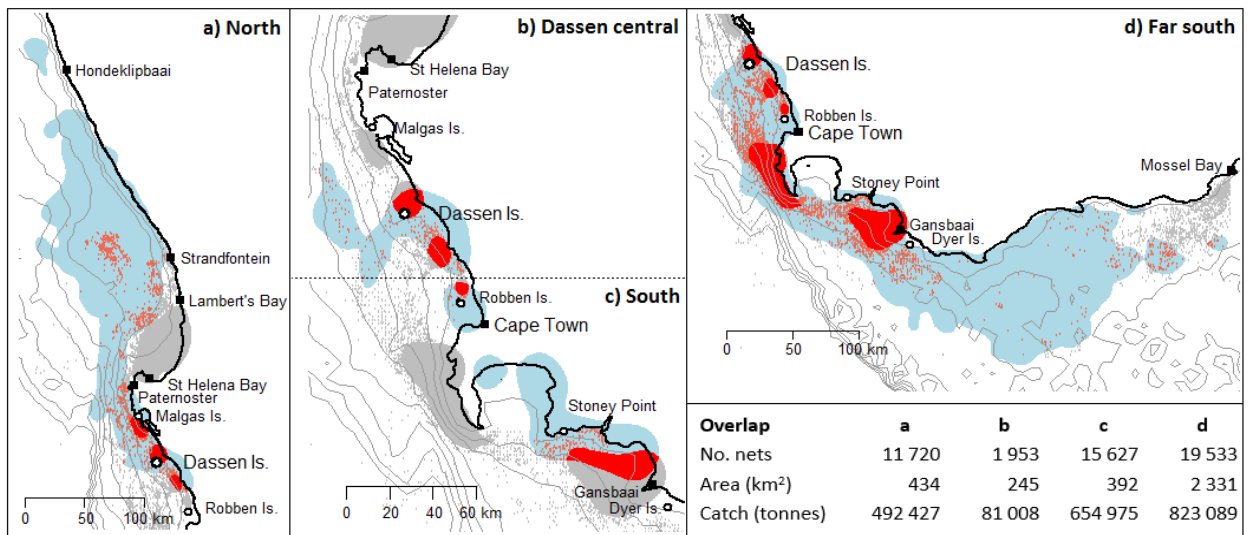 a) North
Hondeklipbaai
Strandfontein
Lambert's Bay
St Helena Bay
Paternoster
Malgas Is.
Dassen Is.
Robben Is.
0 50 100 km
b) Dassen central
St Helena Bay
Paternoster
Malgas Is.
Dassen Is.
c) South
Robben Is.
Cape Town
Stoney Point
Gansbaai
Dyer Is.
0 20 40 60 km
d) Far south
Dassen Is.
Robben Is.
Cape Town
Mossel Bay
Stoney Point
Gansbaai
Dyer Is.
0 50 100 km
Overlap a b c d
No. nets 11 720 1 953 15 627 19 533
Area (km²) 434 245 392 2 331
Catch (tonnes) 492 427 81 008 654 975 823 089